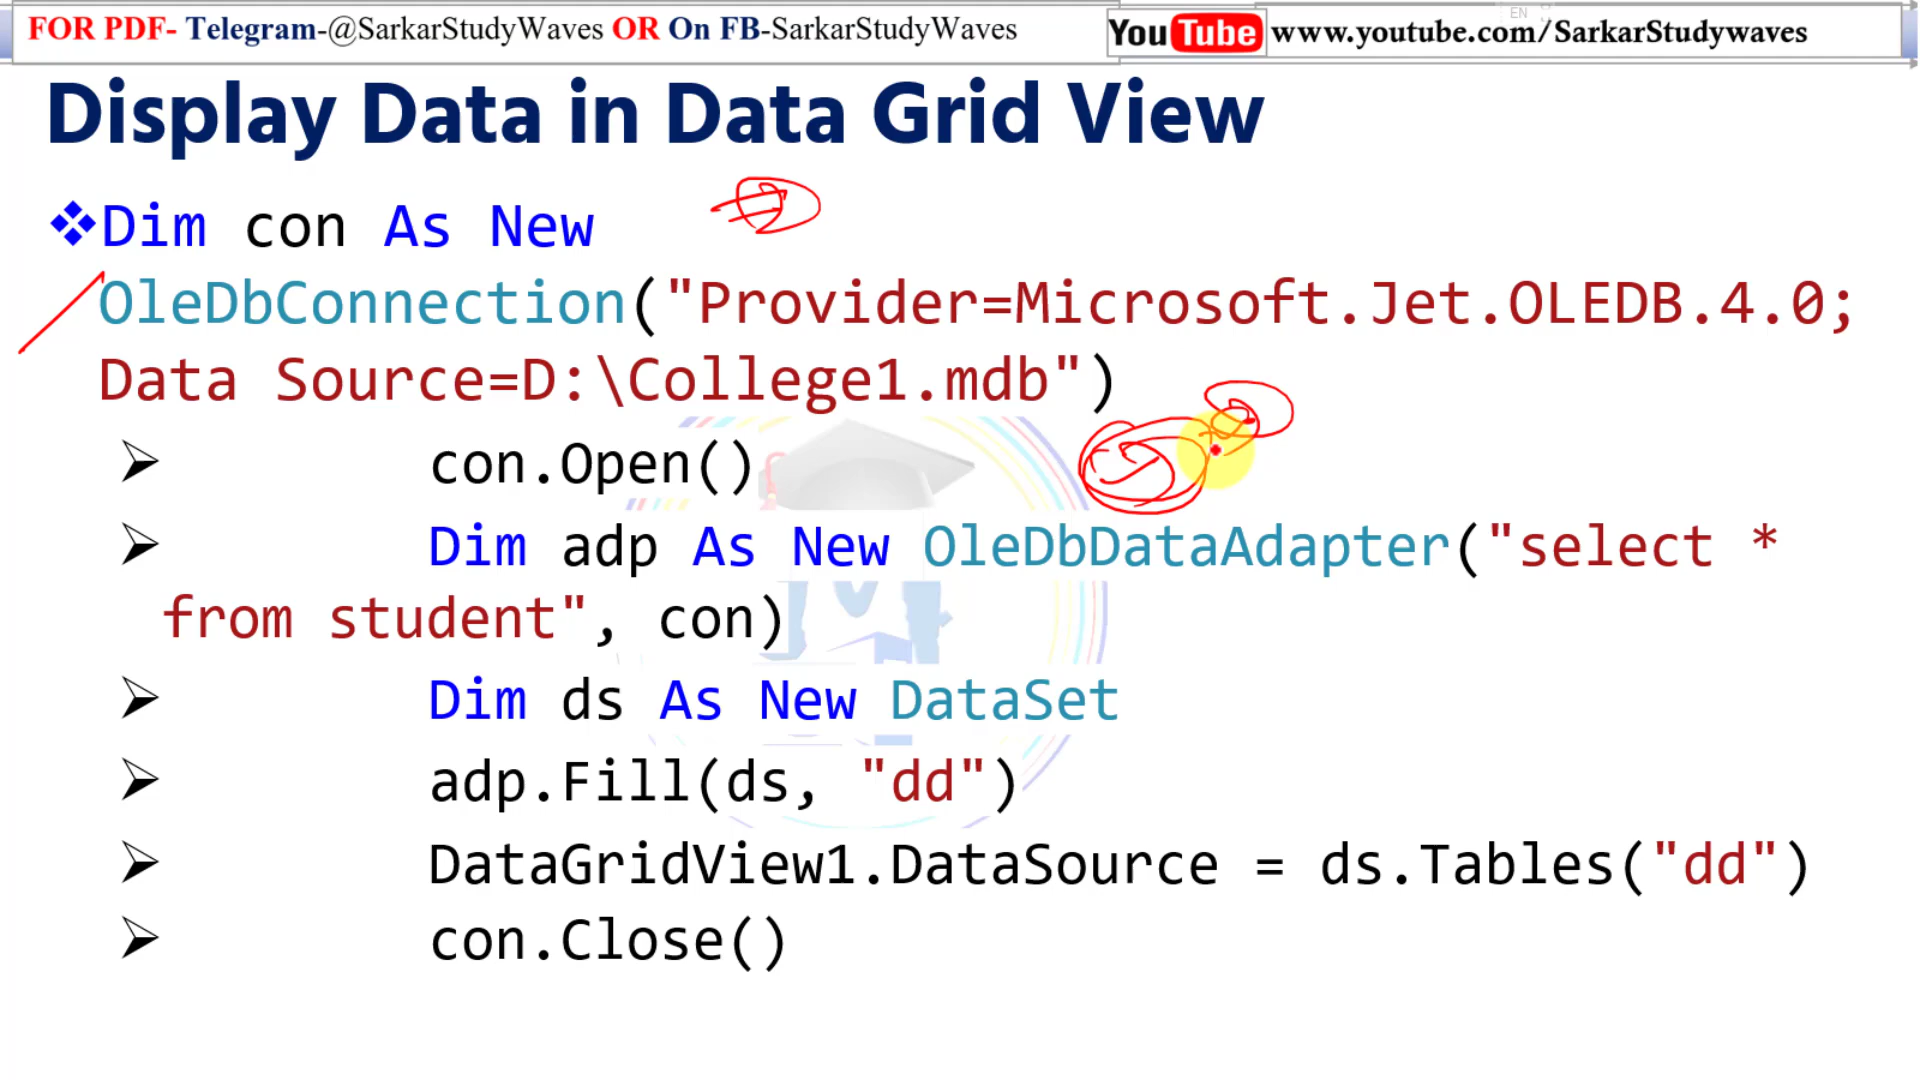 FOR PDF- Telegram-@SarkarStudyWaves OR On FB-SarkarStudyWaves
YouTube www.youtube.com/SarkarStudywaves
EN
Display Data in Data Grid View
❖Dim con As New
OleDbConnection("Provider=Microsoft.Jet.OLEDB.4.0;
Data Source=D:\College1.mdb")
➢ con.Open()
➢ Dim adp As New OleDbDataAdapter("select *
from student", con)
➢ Dim ds As New DataSet
➢ adp.Fill(ds, "dd")
➢ DataGridView1.DataSource = ds.Tables("dd")
➢ con.Close()